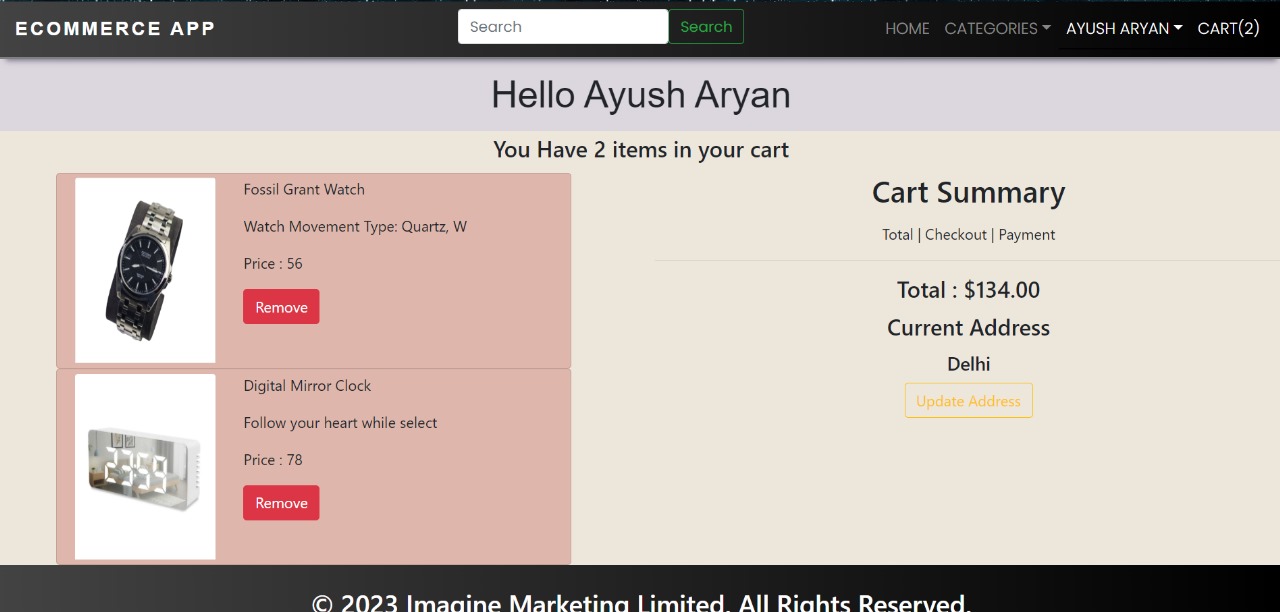 ECOMMERCE APP
Search
Search
HOME
CATEGORIES
AYUSH ARYAN
CART(2)
Hello Ayush Aryan
You Have 2 items in your cart
Fossil Grant Watch
Watch Movement Type: Quartz, W
Price : 56
Remove
23:59
Digital Mirror Clock
Follow your heart while select
Price : 78
Remove
Cart Summary
Total | Checkout | Payment
Total : $134.00
Current Address
Delhi
Update Address
© 2023 Imagine Marketing Limited. All Rights Reserved.